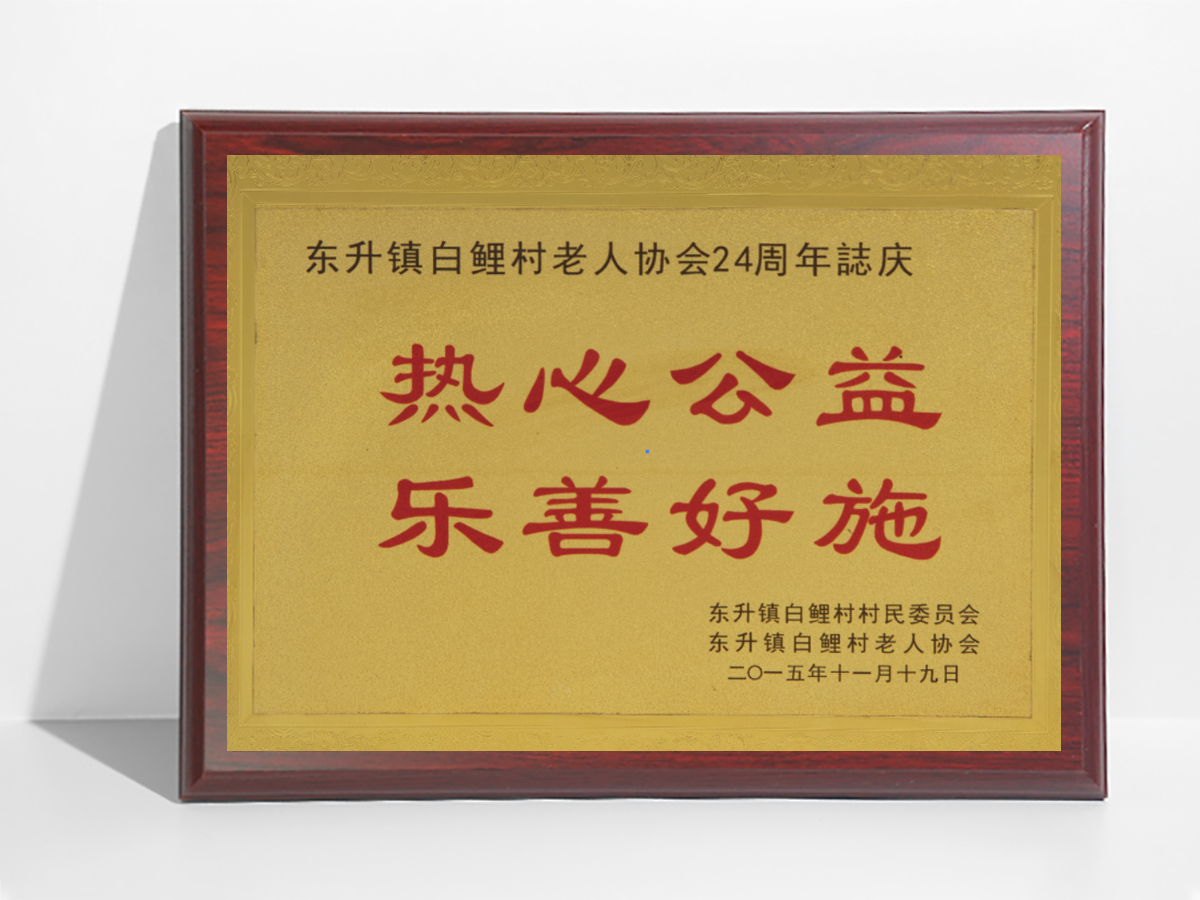 东升镇白鲤村老人协会24周年誌庆
热心公益
乐善好施
东升镇白鲤村村民委员会
东升镇白鲤村老人协会
二〇一五年十一月十九日